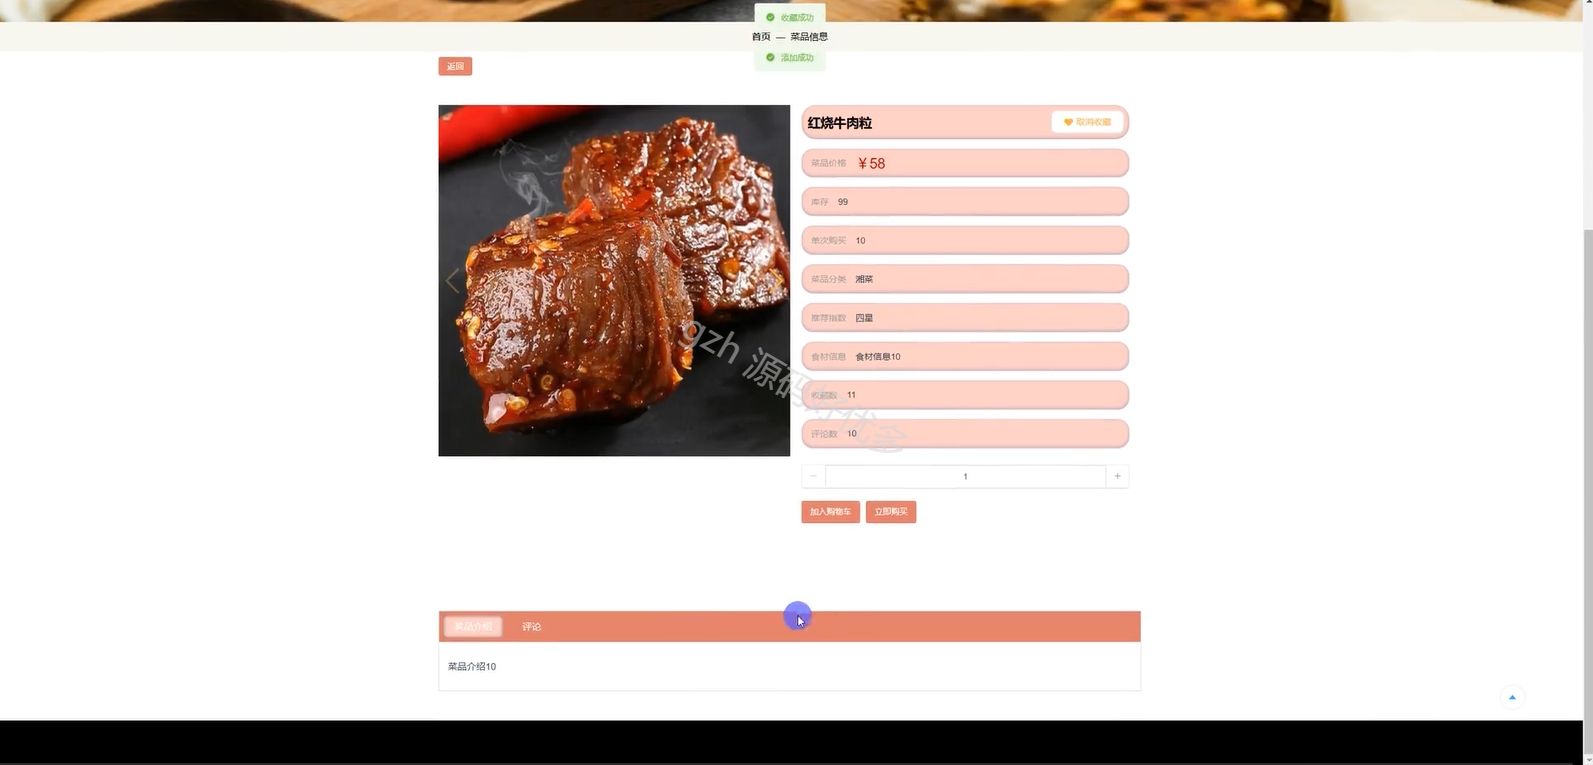 收藏成功
首页 — 菜品信息
添加成功
返回
红烧牛肉粒
取消收藏
菜品价格 ￥58
库存 99
单次购买 10
菜品分类 湘菜
推荐指数 四星
食材信息 食材信息10
收藏数 11
评论数 10
gzh 源码好优多
− 1 +
加入购物车 立即购买
菜品介绍 评论
菜品介绍10